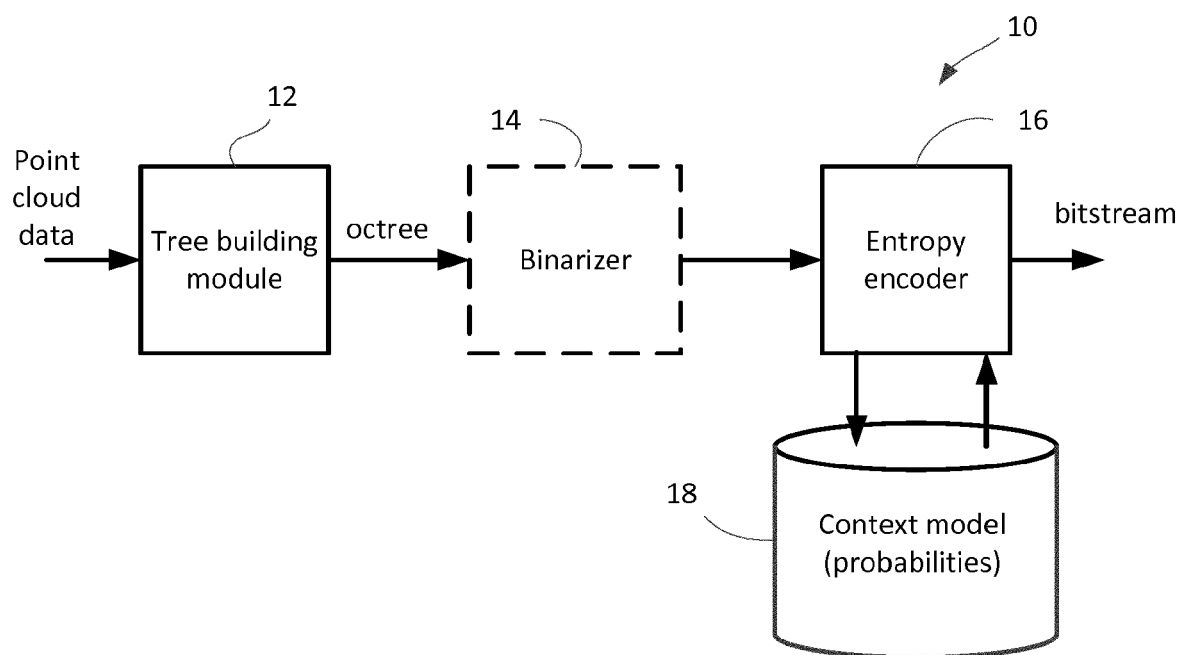 10
12
14
16
Point
cloud
data
Tree building
module
octree
Binarizer
Entropy
encoder
bitstream
18
Context model
(probabilities)